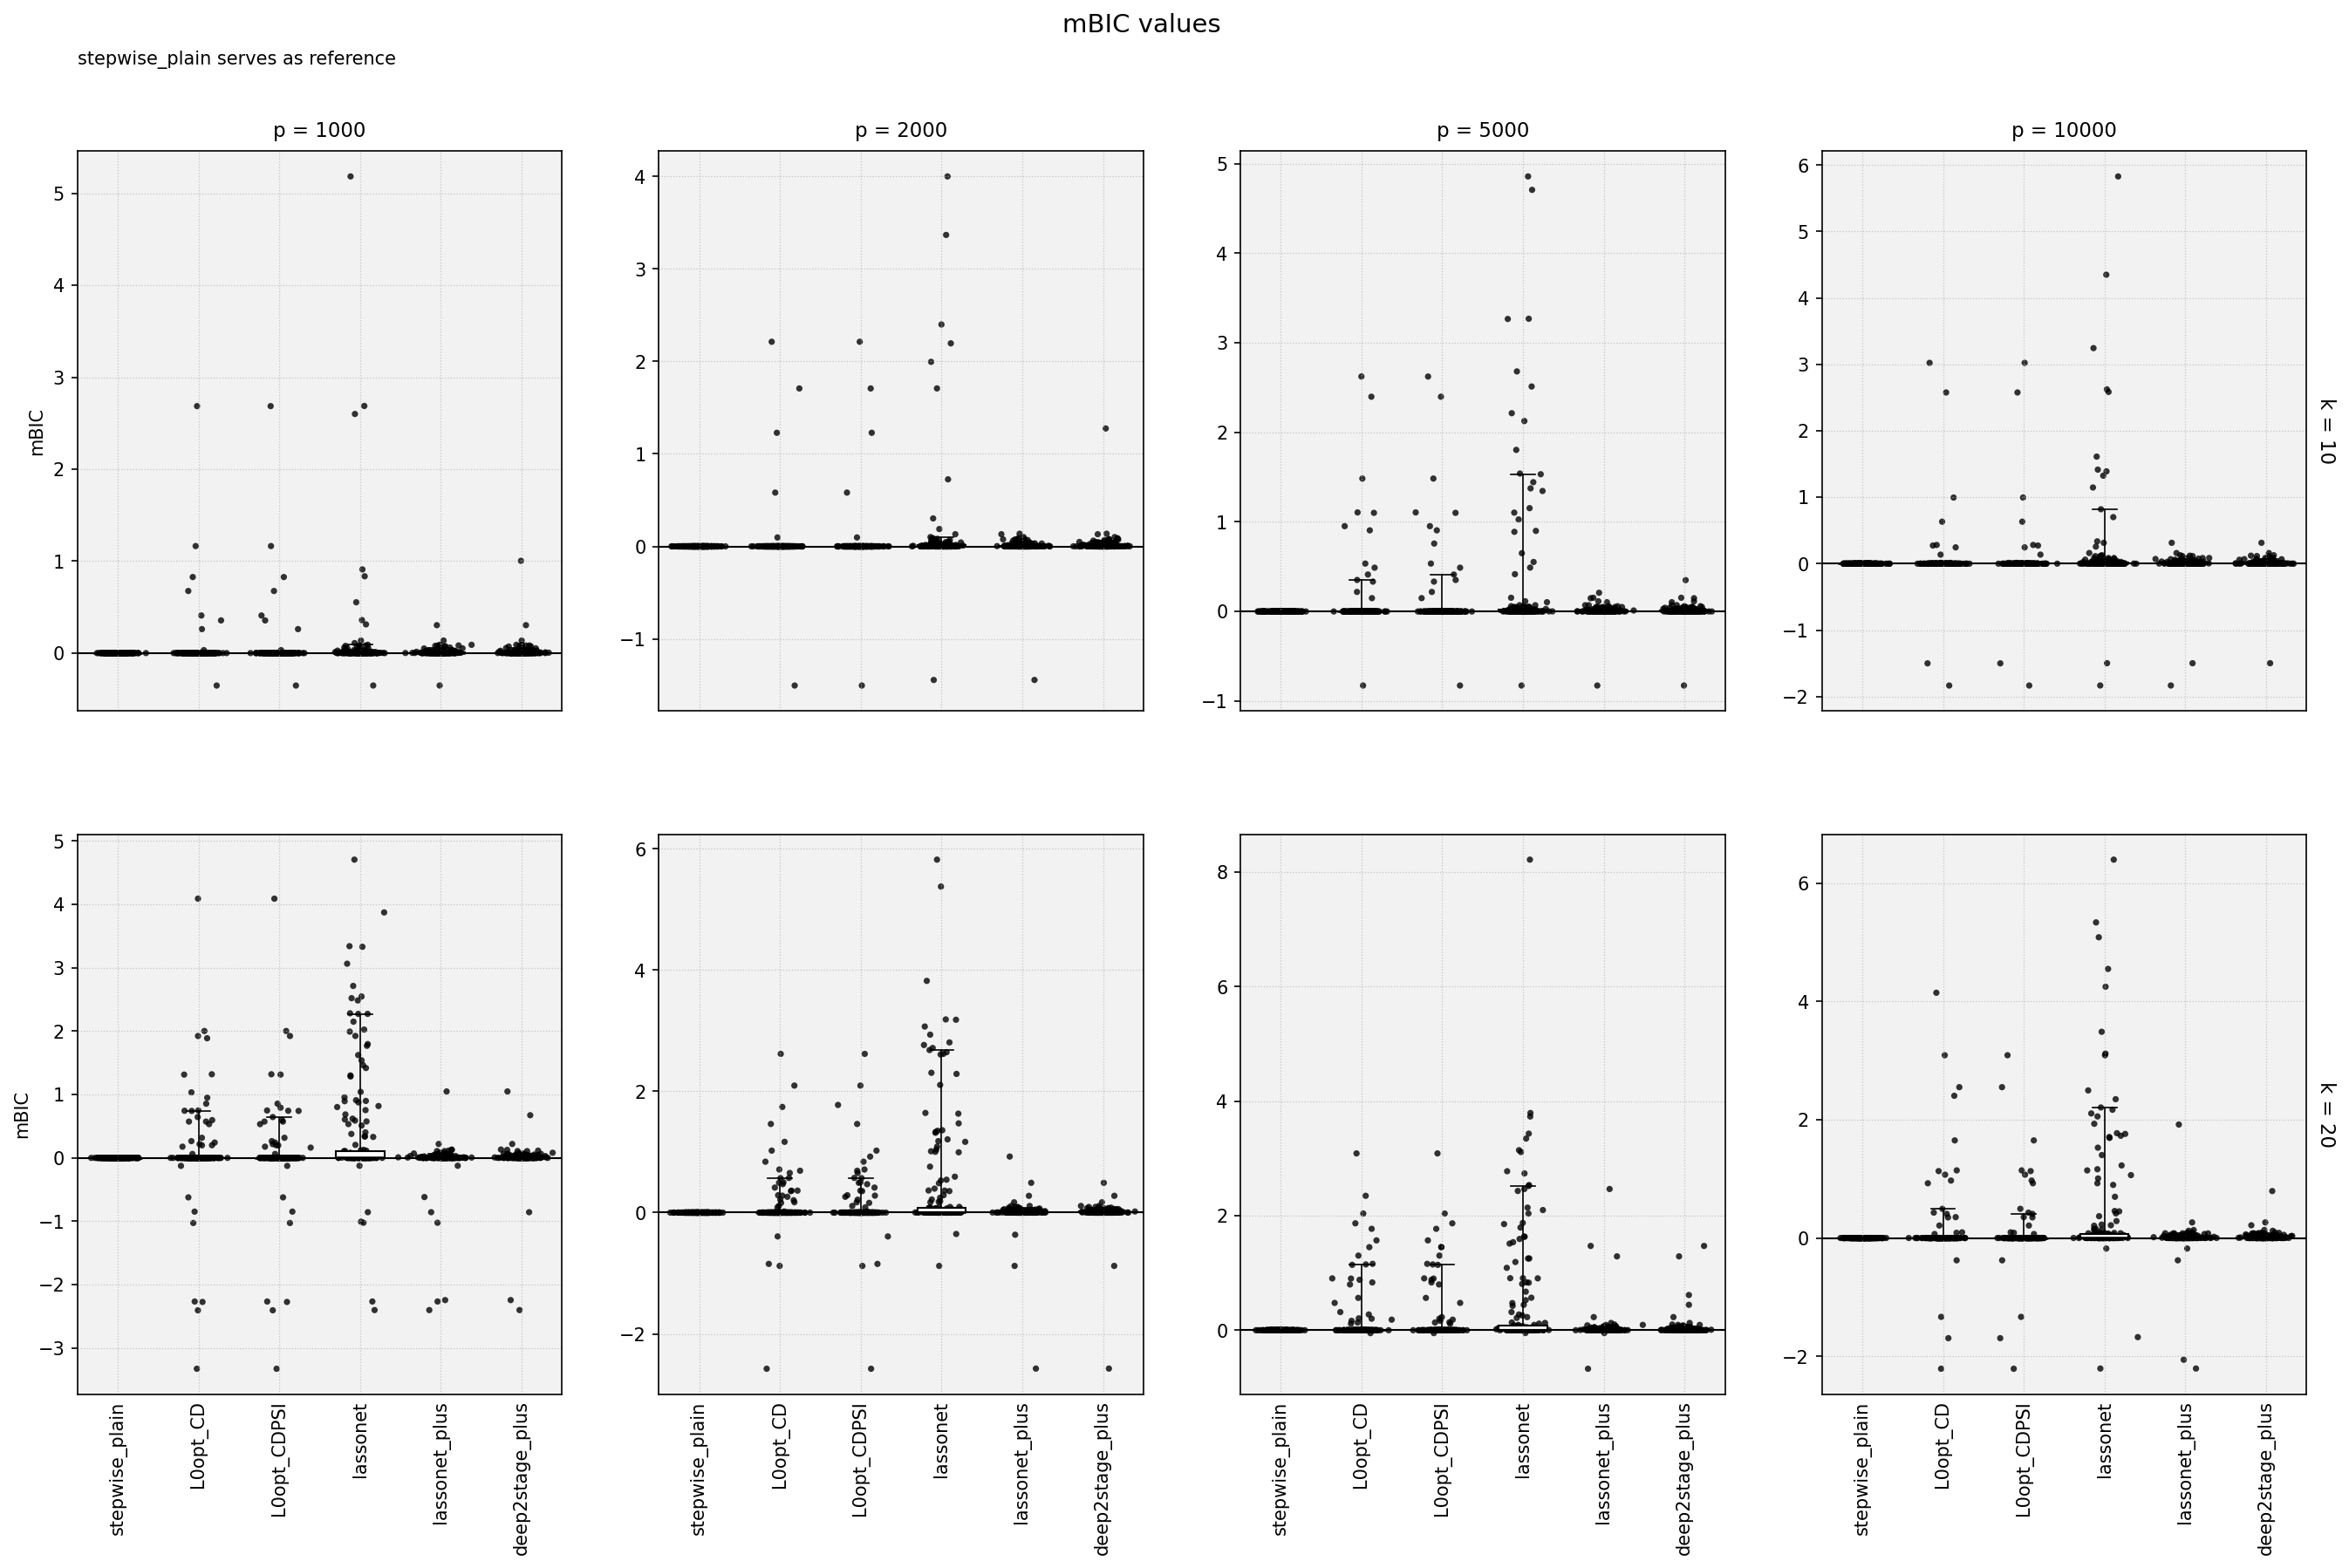 mBIC values
stepwise_plain serves as reference
p = 1000
p = 2000
p = 5000
p = 10000
5
4
3
2
1
0
mBIC
4
3
2
1
0
−1
5
4
3
2
1
0
−1
6
5
4
3
2
1
0
−1
−2
k = 10
5
4
3
2
1
0
−1
−2
−3
mBIC
6
4
2
0
−2
8
6
4
2
0
6
4
2
0
−2
k = 20
stepwise_plain
L0opt_CD
L0opt_CDPSI
lassonet
lassonet_plus
deep2stage_plus
stepwise_plain
L0opt_CD
L0opt_CDPSI
lassonet
lassonet_plus
deep2stage_plus
stepwise_plain
L0opt_CD
L0opt_CDPSI
lassonet
lassonet_plus
deep2stage_plus
stepwise_plain
L0opt_CD
L0opt_CDPSI
lassonet
lassonet_plus
deep2stage_plus